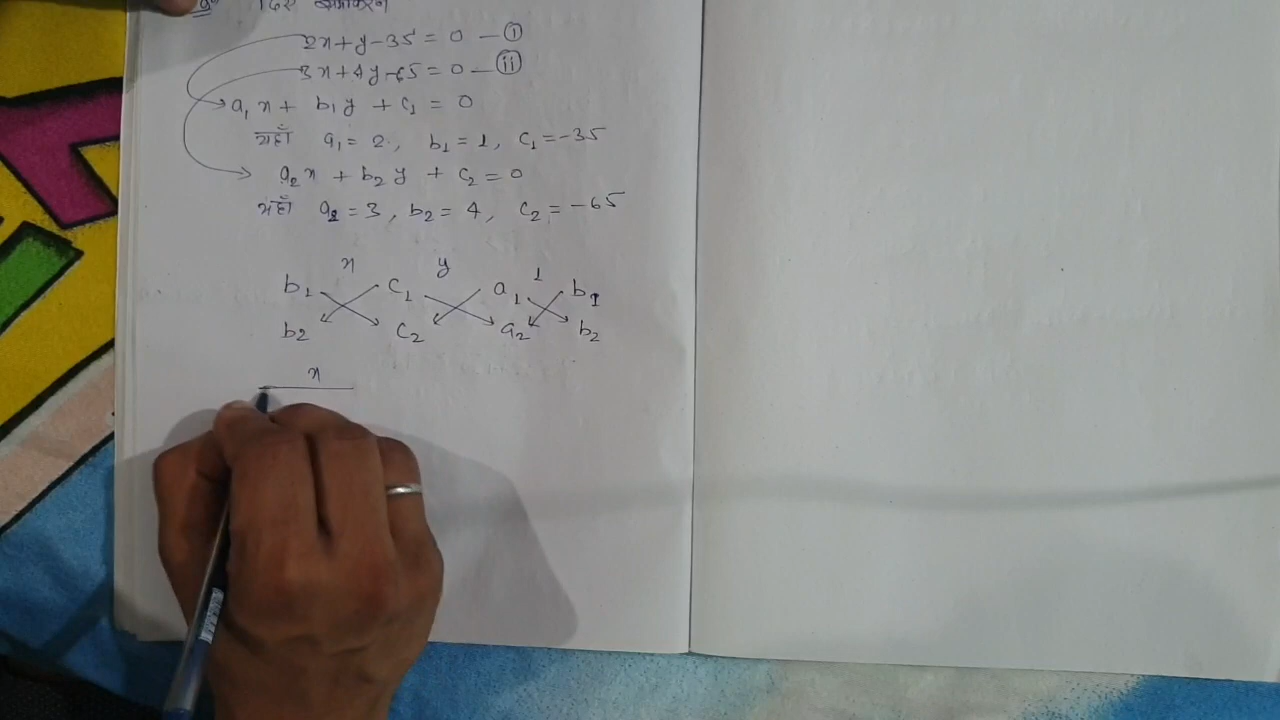 2x+y-35 = 0 — (i)
3x+4y-65 = 0 — (ii)
a₁x + b₁y + c₁ = 0
यहाँ a₁ = 2, b₁ = 1, c₁ = -35
a₂x + b₂y + c₂ = 0
यहाँ a₂ = 3, b₂ = 4, c₂ = -65
x y 1
b₁ c₁ a₁ b₁
b₂ c₂ a₂ b₂
x